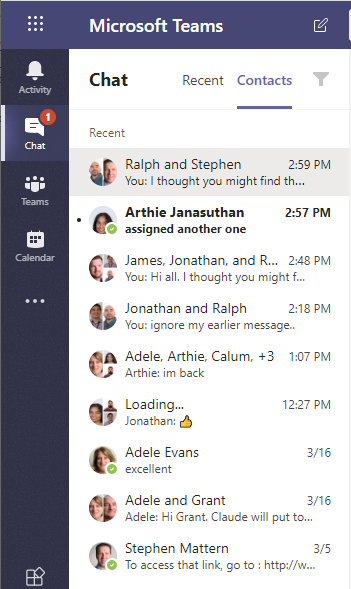 Microsoft Teams
Activity
1
Chat
Teams
Calendar
Chat
Recent
Contacts
Recent
Ralph and Stephen 2:59 PM
You: I thought you might find th...
Arthie Janasuthan 2:57 PM
assigned another one
James, Jonathan, and R... 2:48 PM
You: Hi all. I thought you might f...
Jonathan and Ralph 2:18 PM
You: ignore my earlier message..
Adele, Arthie, Calum, +3 1:07 PM
Arthie: im back
Loading... 12:27 PM
Jonathan: 👍
Adele Evans 3/16
excellent
Adele and Grant 3/16
Adele: Hi Grant. Claude will put to...
Stephen Mattern 3/5
To access that link, go to : http://w...